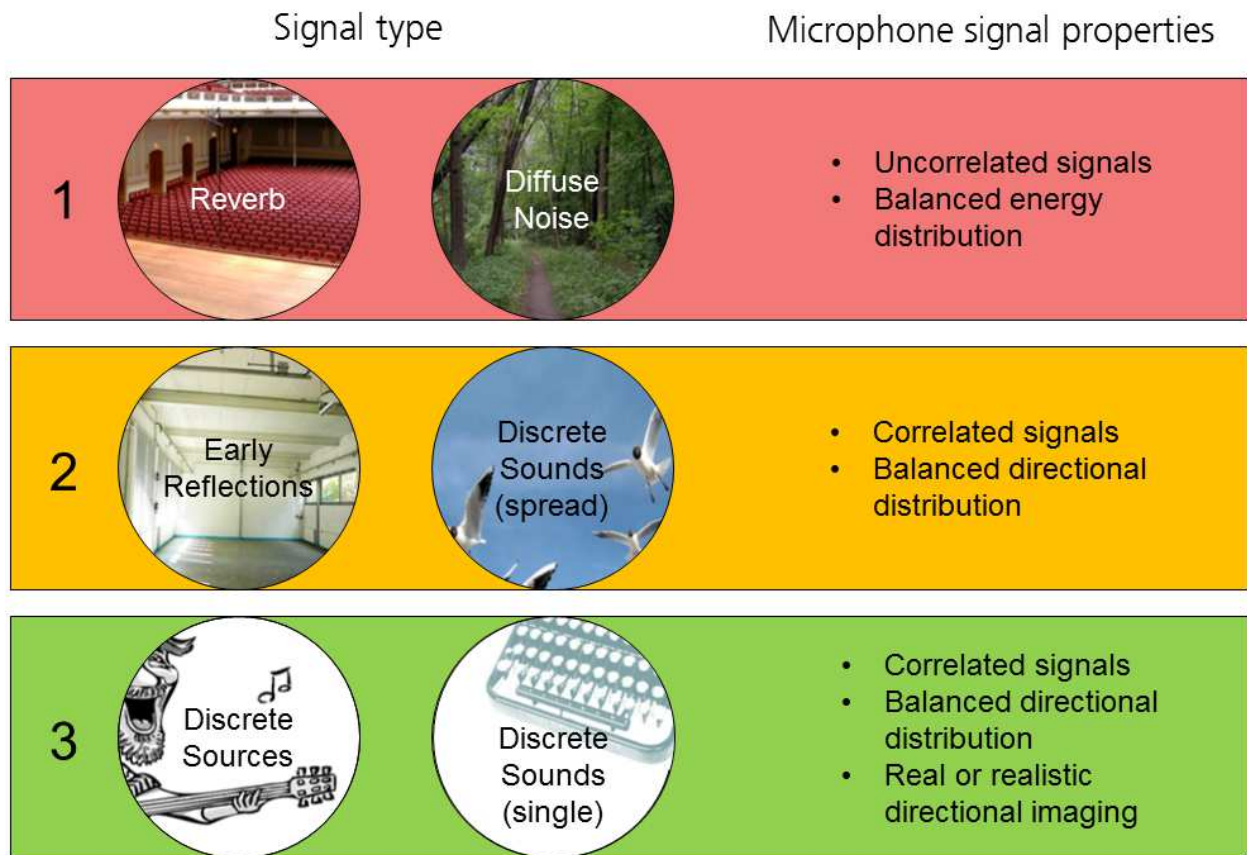 Signal type
Microphone signal properties
1
Reverb
Diffuse
Noise
• Uncorrelated signals
• Balanced energy
distribution
2
Early
Reflections
Discrete
Sounds
(spread)
• Correlated signals
• Balanced directional
distribution
3
Discrete
Sources
Discrete
Sounds
(single)
• Correlated signals
• Balanced directional
distribution
• Real or realistic
directional imaging